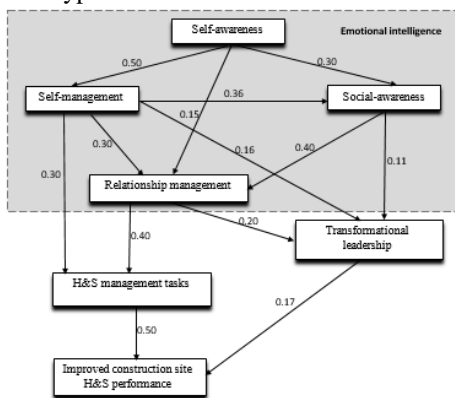 Self-awareness
Emotional intelligence
0.50
0.30
Self-management
0.36
Social-awareness
0.15
0.30
0.16
0.40
0.11
0.30
Relationship management
0.20
Transformational
leadership
0.40
H&S management tasks
0.17
0.50
Improved construction site
H&S performance